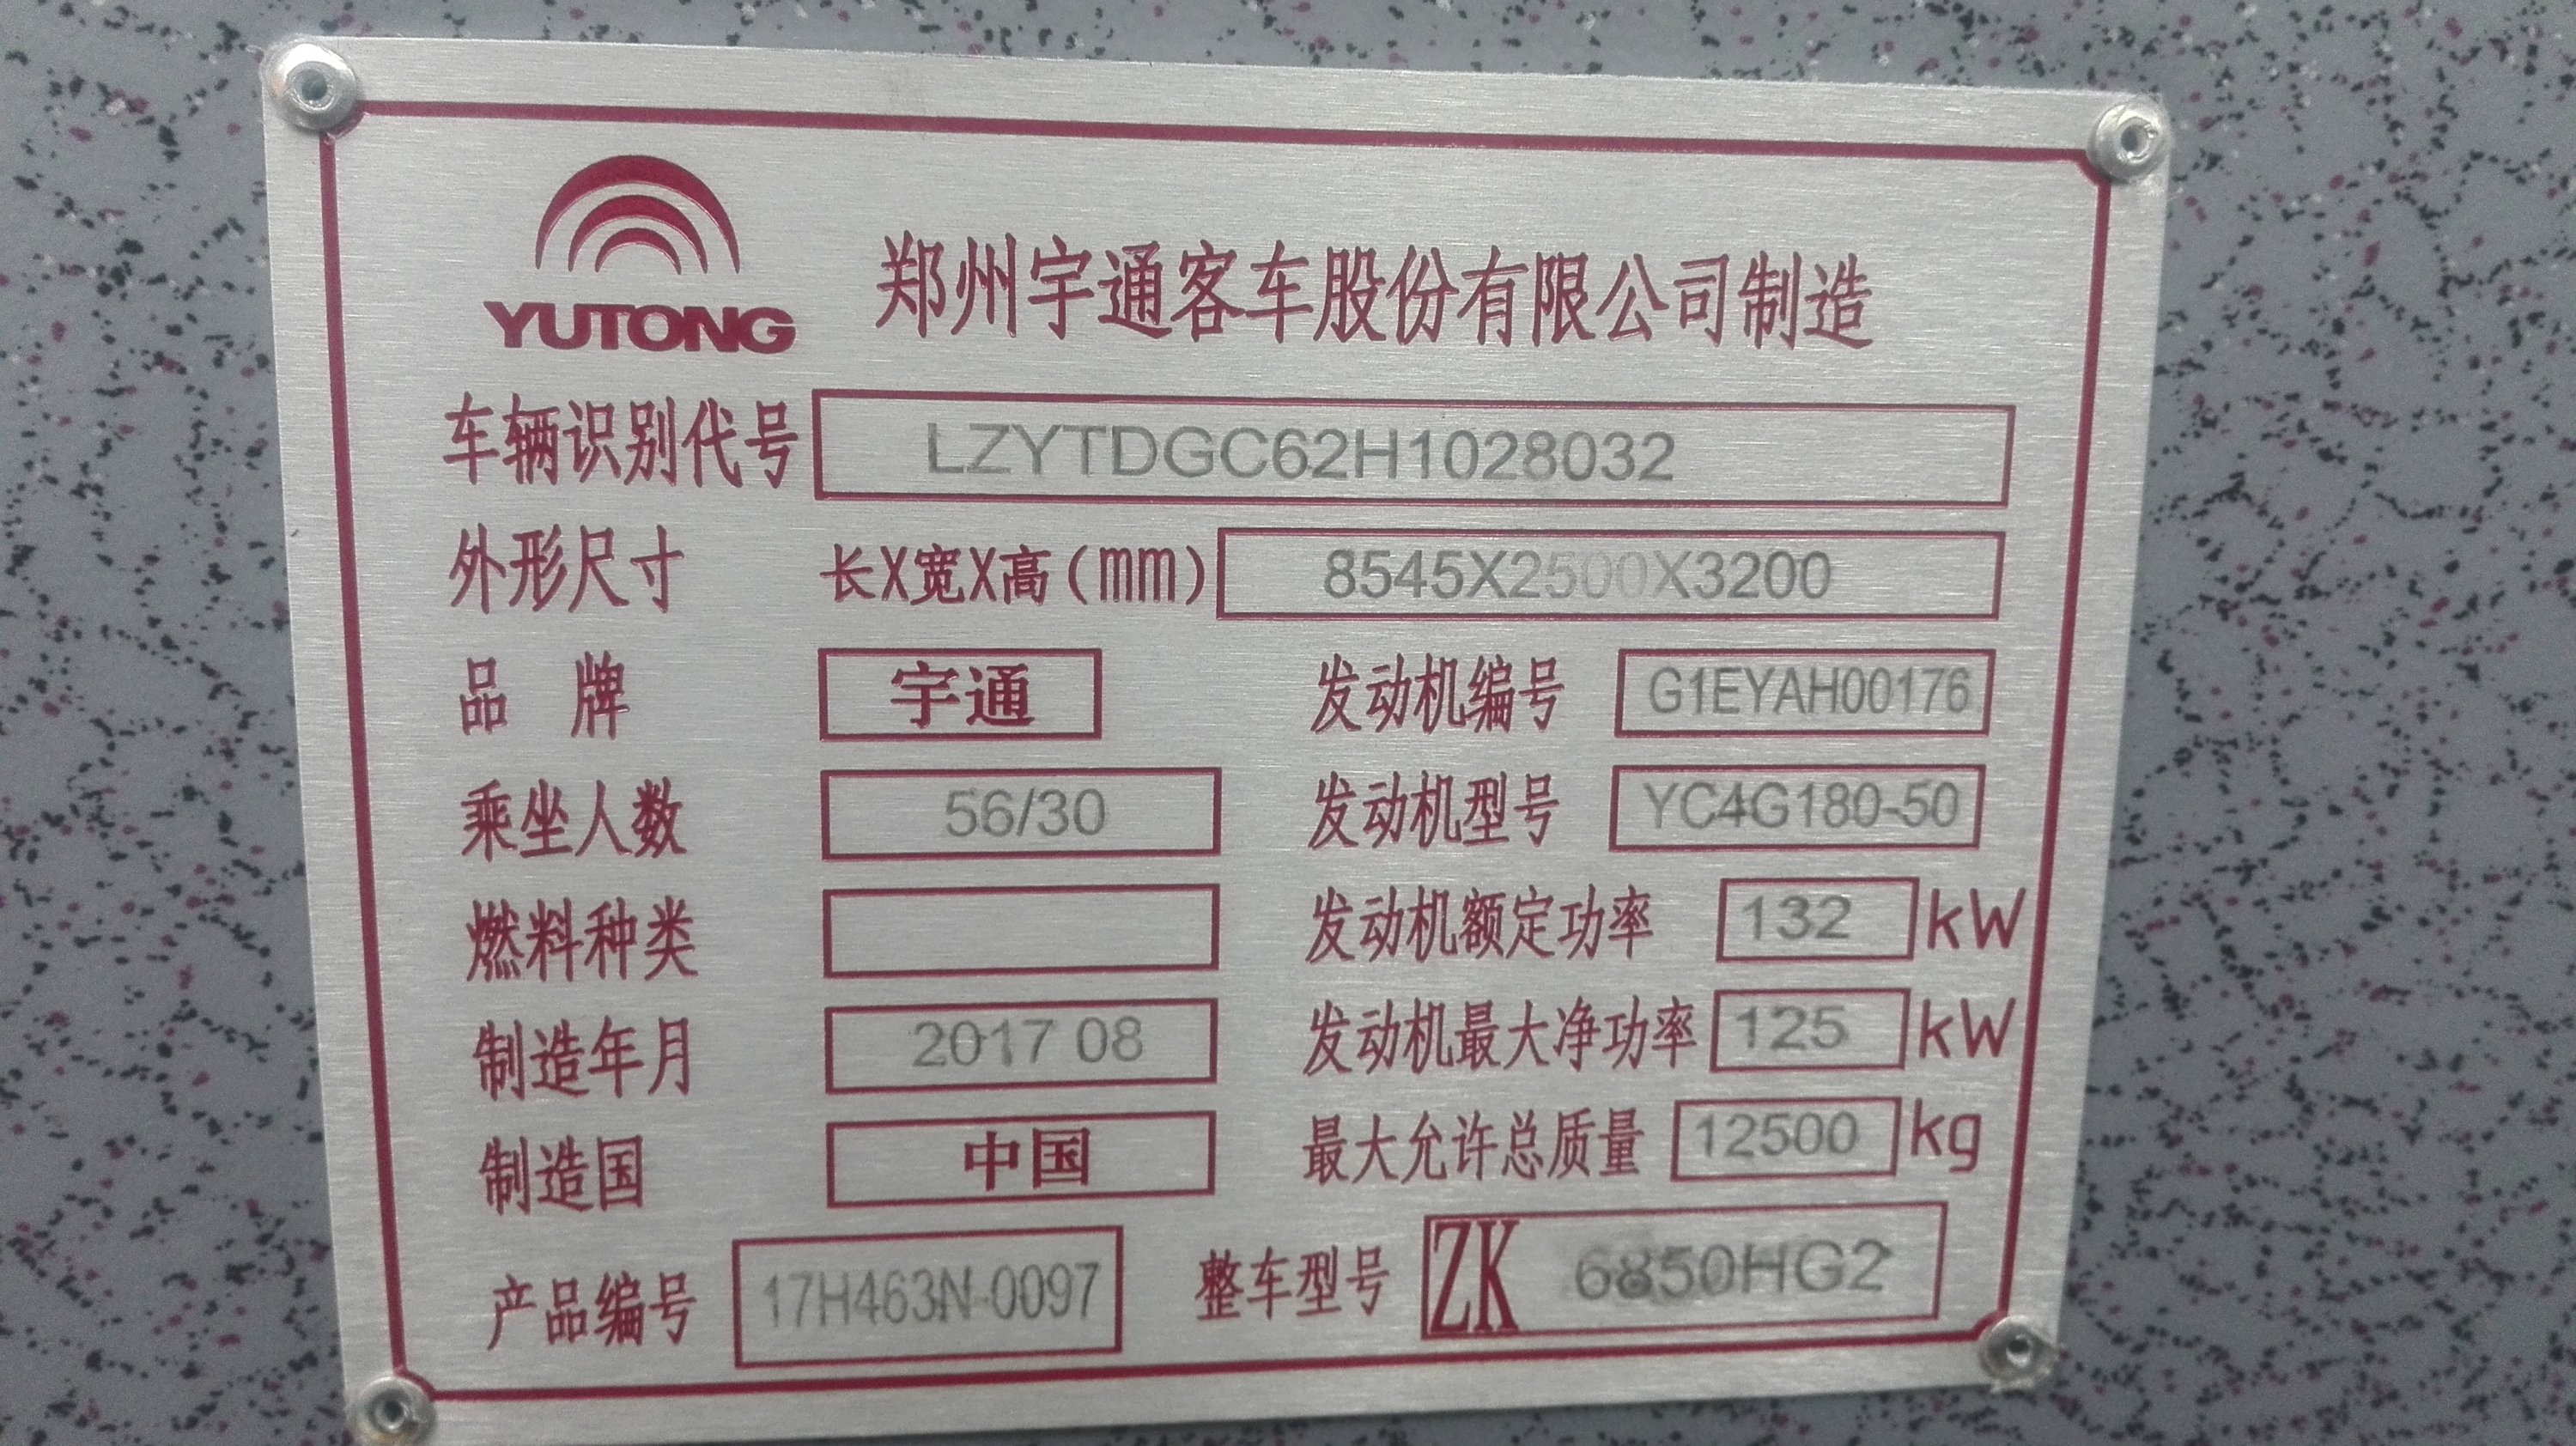 YUTONG
郑州宇通客车股份有限公司制造
车辆识别代号 LZYTDGC62H1028032
外形尺寸 长X宽X高(mm) 8545X2500X3200
品牌 宇通 发动机编号 G1EYAH00176
乘坐人数 56/30 发动机型号 YC4G180-50
燃料种类 发动机额定功率 132 kW
制造年月 2017 08 发动机最大净功率 125 kW
制造国 中国 最大允许总质量 12500 kg
产品编号 17H463N-0097 整车型号 ZK 6850HG2